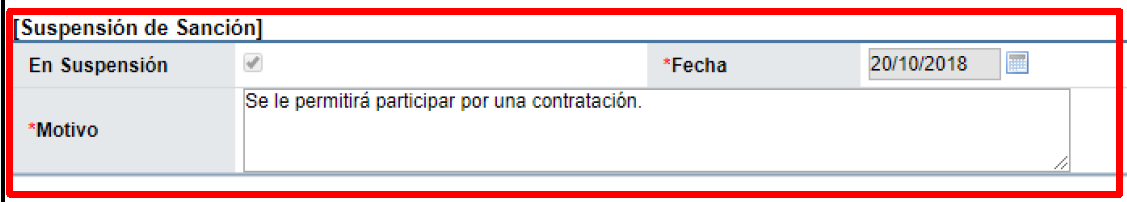 [Suspensión de Sanción]
En Suspensión *Fecha 20/10/2018
Se le permitirá participar por una contratación.
*Motivo